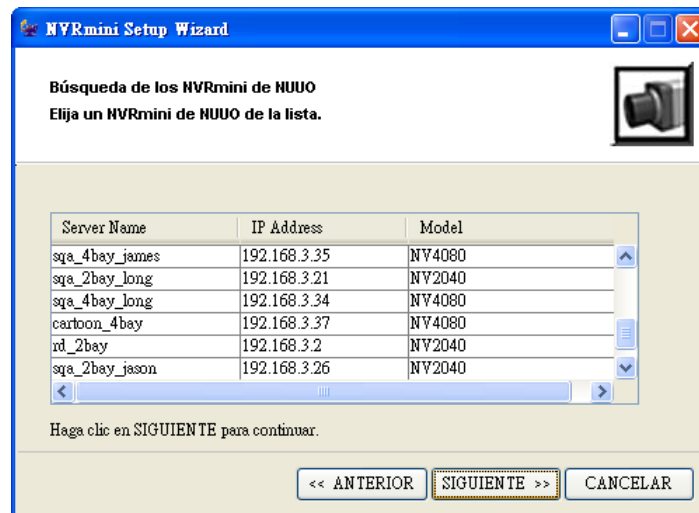 NVRmini Setup Wizard
Búsqueda de los NVRmini de NUUO
Elija un NVRmini de NUUO de la lista.
Server Name IP Address Model
sqa_4bay_james 192.168.3.35 NV4080
sqa_2bay_long 192.168.3.21 NV2040
sqa_4bay_long 192.168.3.34 NV4080
cartoon_4bay 192.168.3.37 NV4080
rd_2bay 192.168.3.2 NV2040
sqa_2bay_jason 192.168.3.26 NV2040
Haga clic en SIGUIENTE para continuar.
<< ANTERIOR SIGUIENTE >> CANCELAR